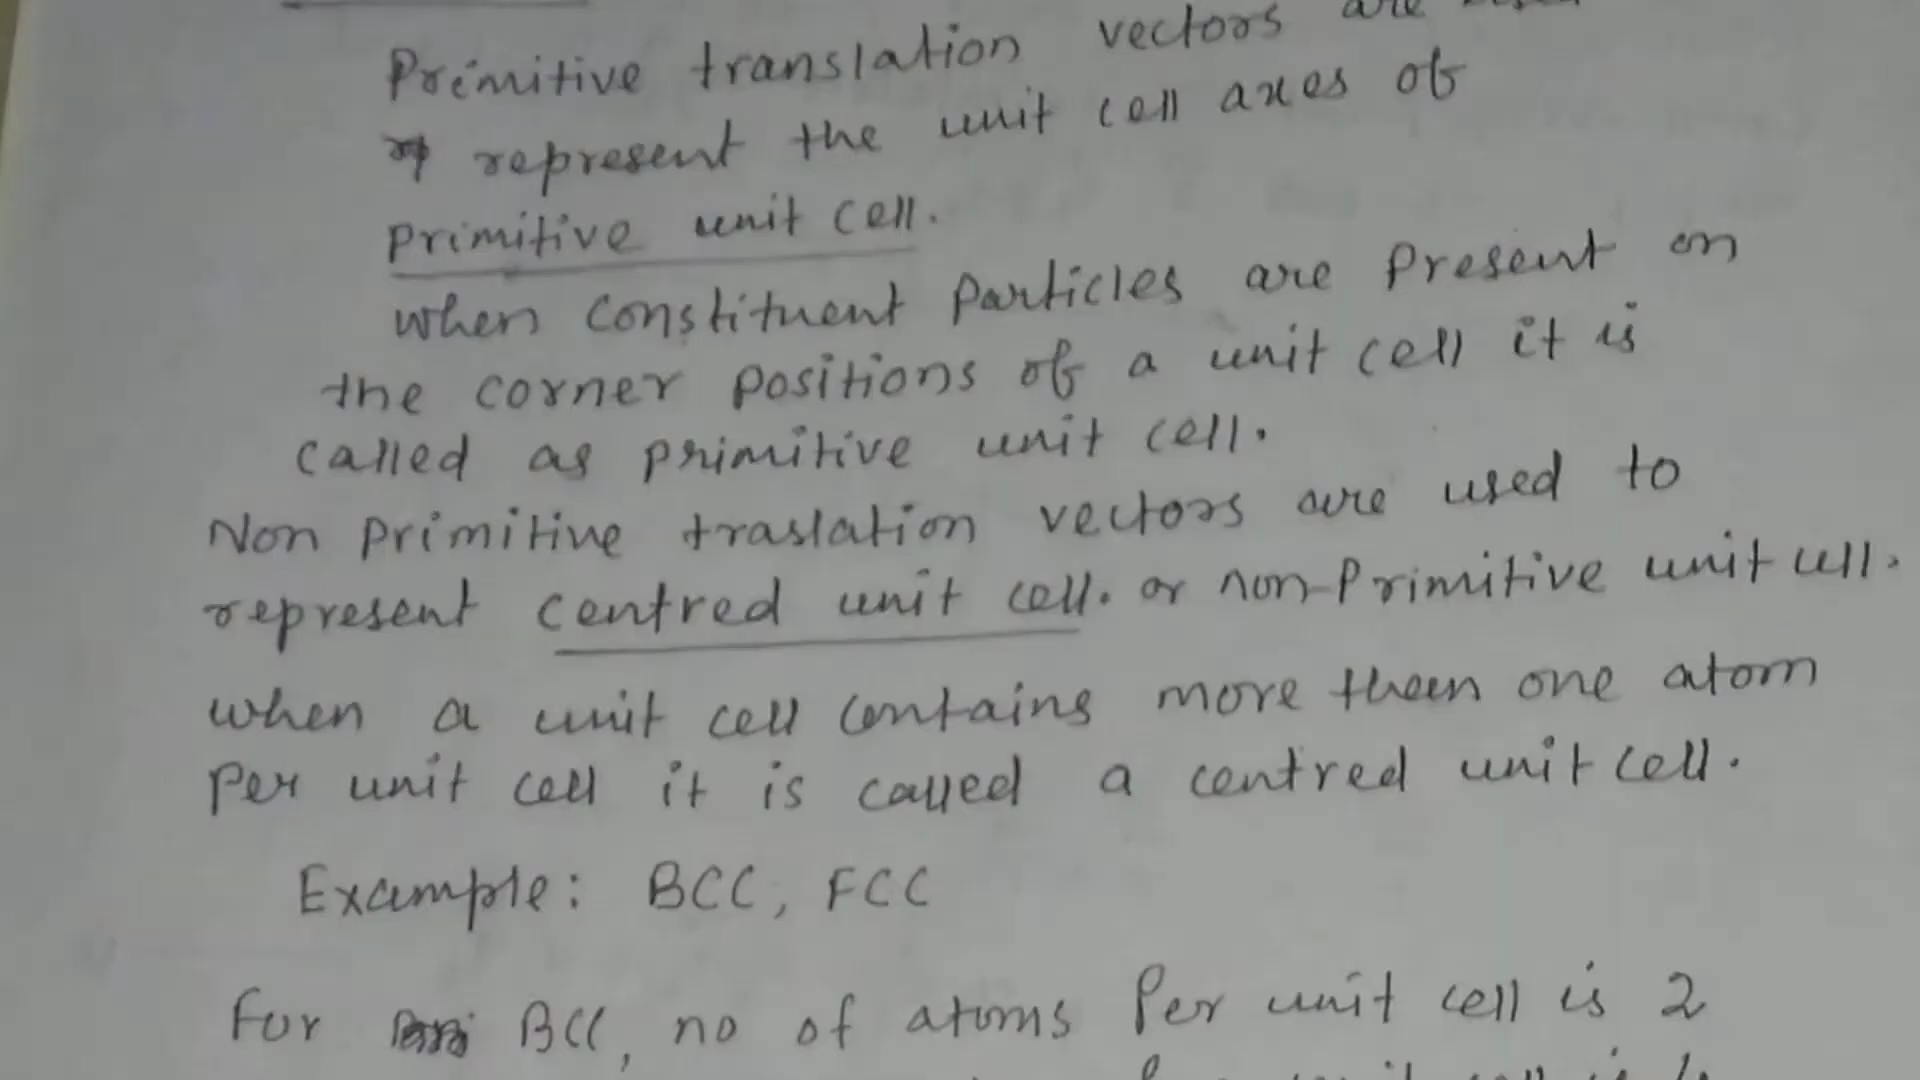 Primitive translation vectors are
represent the unit cell axes of
primitive unit cell.
when constituent particles are present on
the corner positions of a unit cell it is
called as primitive unit cell.
Non primitive traslation vectors are used to
represent centred unit cell. or non-primitive unit cell.
when a unit cell contains more then one atom
per unit cell it is called a centred unit cell.
Example: BCC, FCC
For BCC, no of atoms per unit cell is 2